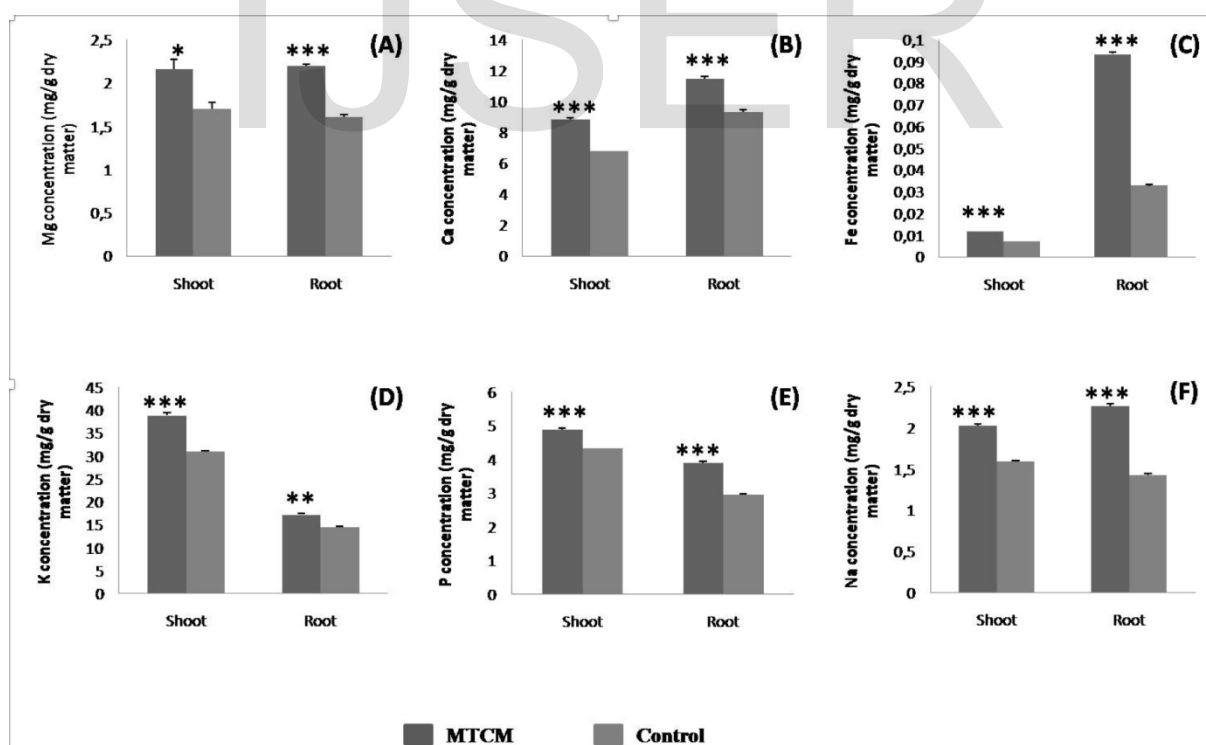 IJSER
Mg concentration (mg/g dry
matter)
2,5
2
1,5
1
0,5
0
*
***
(A)
Shoot
Root
Ca concentration (mg/g dry
matter)
14
12
10
8
6
4
2
0
***
***
(B)
Shoot
Root
Fe concentration (mg/g dry
matter)
0,1
0,09
0,08
0,07
0,06
0,05
0,04
0,03
0,02
0,01
0
***
***
(C)
Shoot
Root
K concentration (mg/g dry
matter)
45
40
35
30
25
20
15
10
5
0
***
**
(D)
Shoot
Root
P concentration (mg/g dry
matter)
6
5
4
3
2
1
0
***
***
(E)
Shoot
Root
Na concentration (mg/g dry
matter)
2,5
2
1,5
1
0,5
0
***
***
(F)
Shoot
Root
MTCM
Control